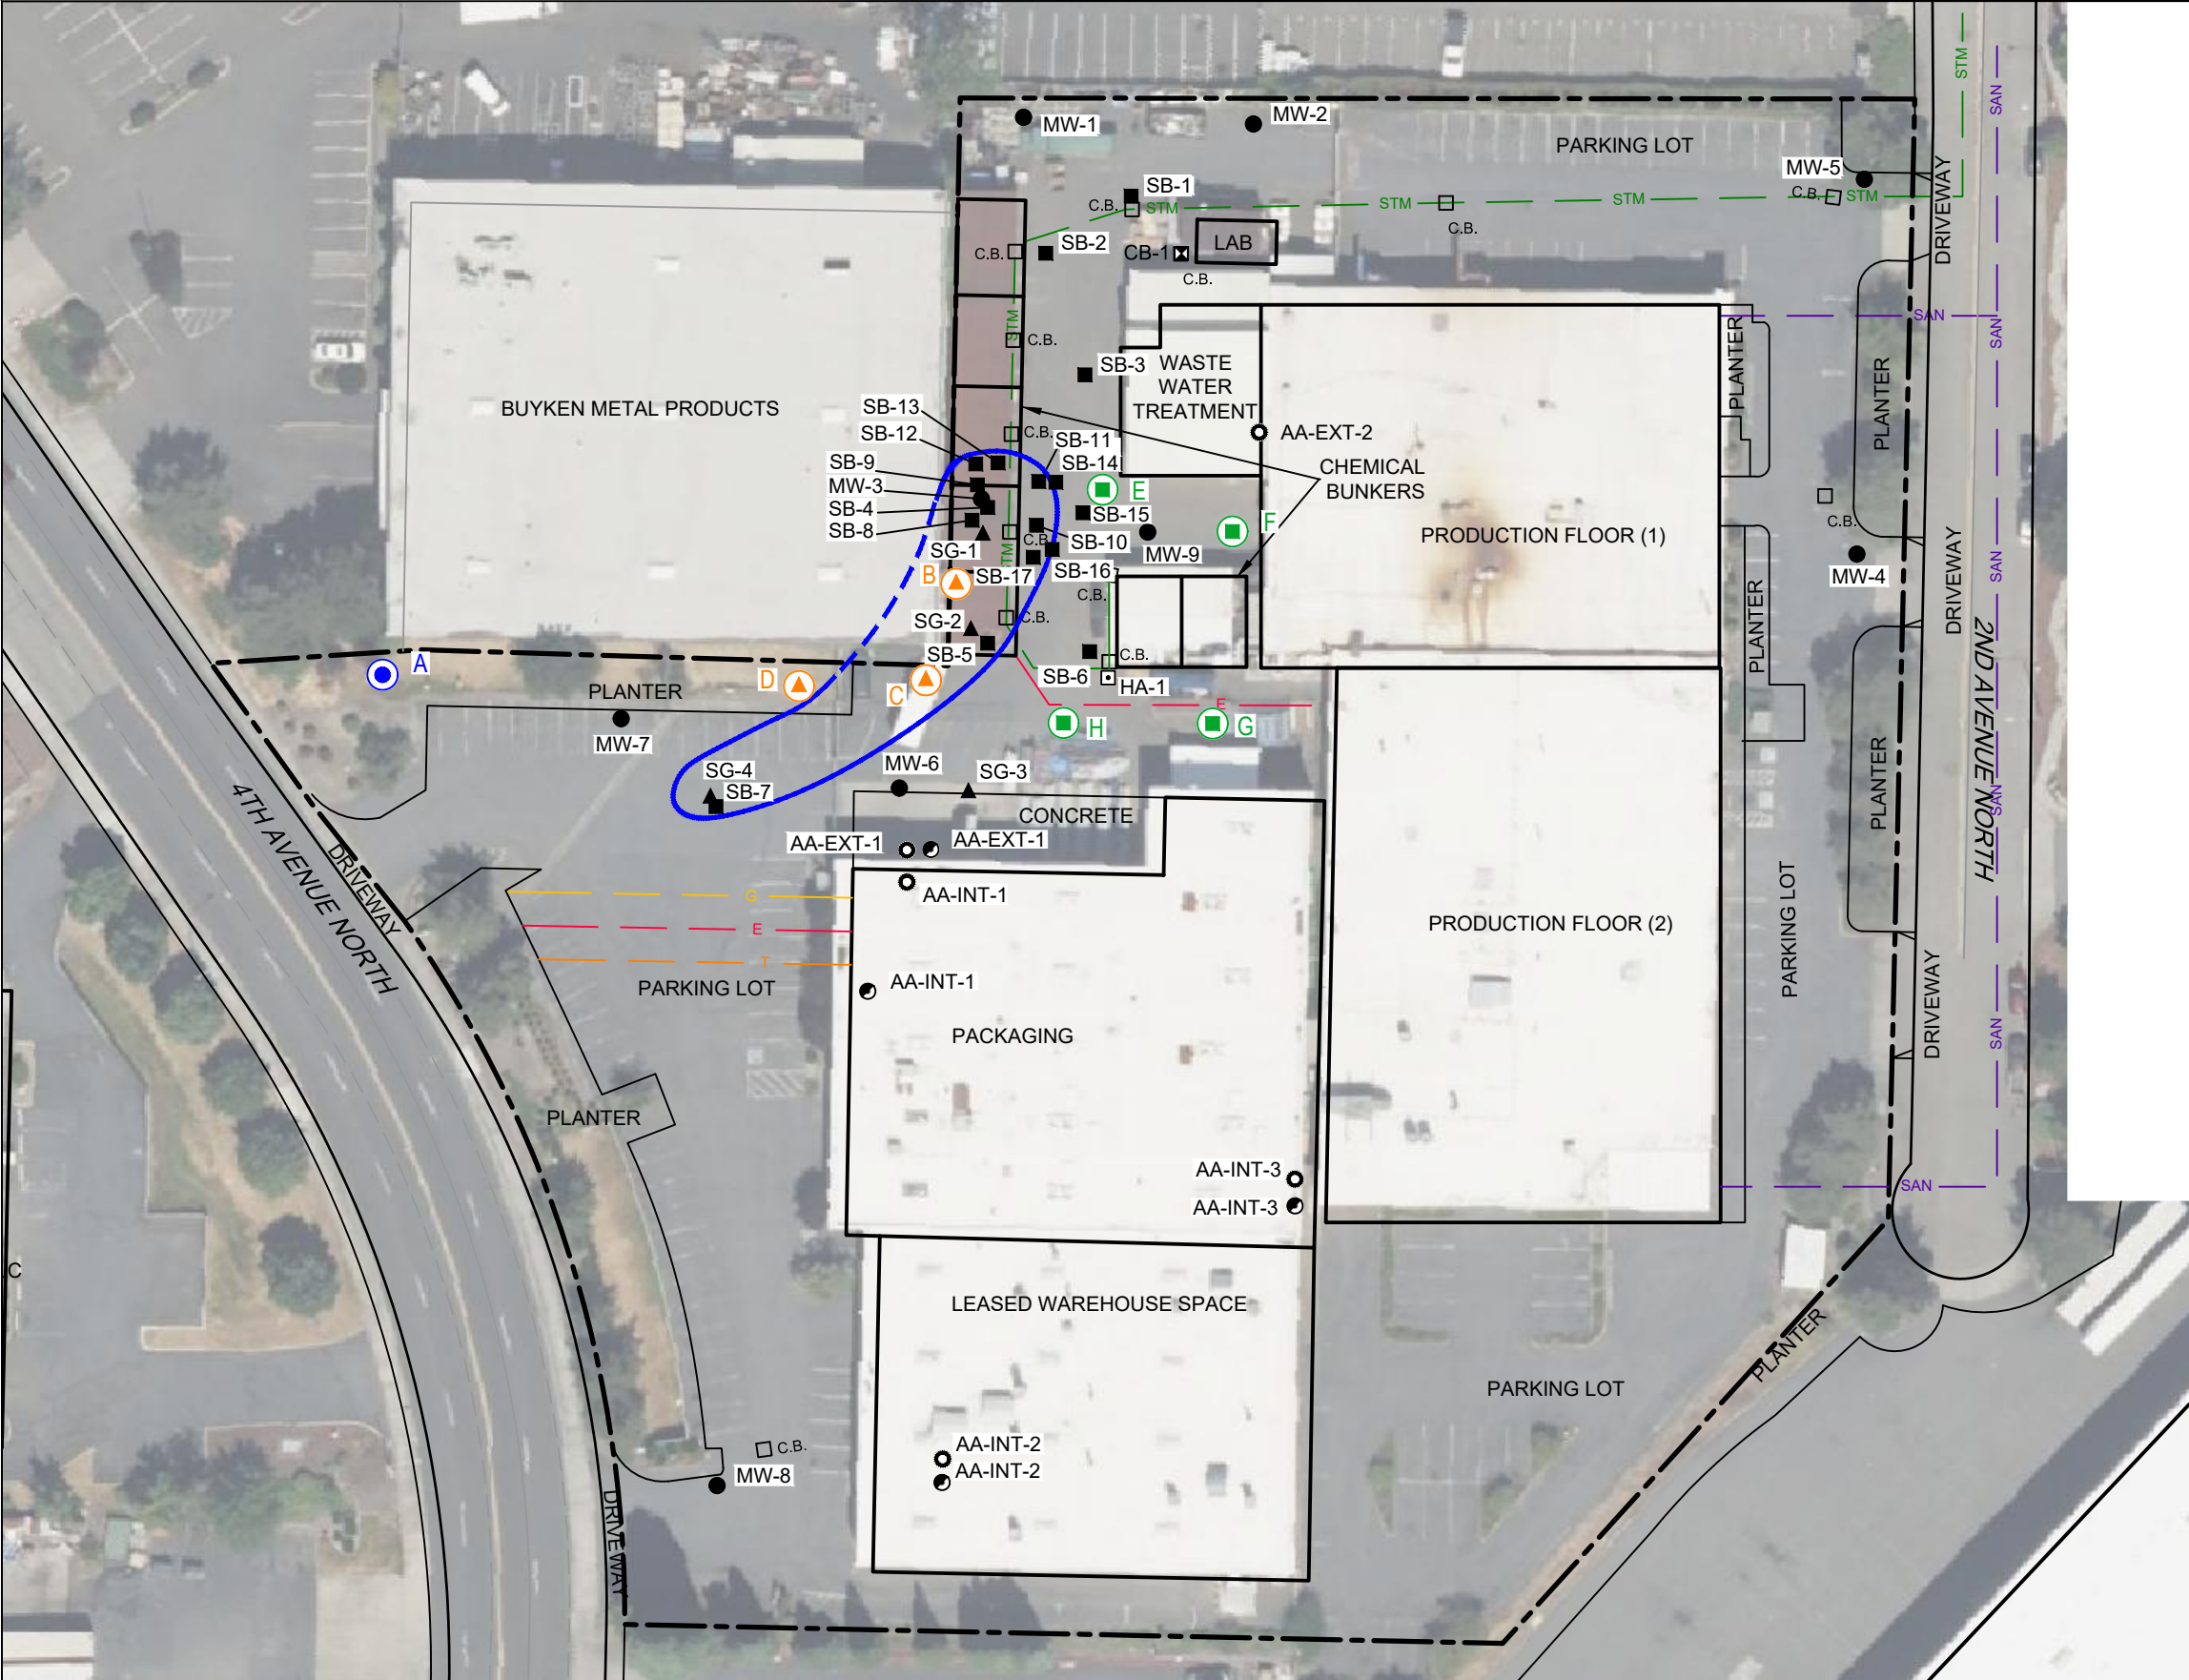 STM
SAN
MW-1
MW-2
PARKING LOT
MW-5
SB-1
C.B.
STM
STM
STM
C.B.
STM
DRIVEWAY
C.B.
SB-2
C.B.
CB-1
LAB
C.B.
STM
C.B.
SAN
SAN
PLANTER
SB-3
WASTE
WATER
TREATMENT
PLANTER
BUYKEN METAL PRODUCTS
SB-13
SB-12
C.B.
SB-11
AA-EXT-2
SB-9
SB-14
CHEMICAL
BUNKERS
MW-3
E
SB-4
SB-15
F
C.B.
SB-8
C.B.
SB-10
MW-9
PRODUCTION FLOOR (1)
SG-1
STM
SB-16
B
SB-17
MW-4
SAN
DRIVEWAY
C.B.
PLANTER
SG-2
C.B.
SB-5
C.B.
A
D
C
SB-6
HA-1
PLANTER
E
H
G
MW-7
2ND AVENUE NORTH
PLANTER
SAN
MW-6
SG-3
SG-4
SB-7
CONCRETE
4TH AVENUE NORTH
DRIVEWAY
AA-EXT-1
AA-EXT-1
AA-INT-1
G
E
T
PRODUCTION FLOOR (2)
PARKING LOT
AA-INT-1
PARKING LOT
DRIVEWAY
SAN
PACKAGING
PLANTER
AA-INT-3
AA-INT-3
SAN
C
LEASED WAREHOUSE SPACE
PLANTER
PARKING LOT
C.B.
MW-8
AA-INT-2
AA-INT-2
DRIVEWAY